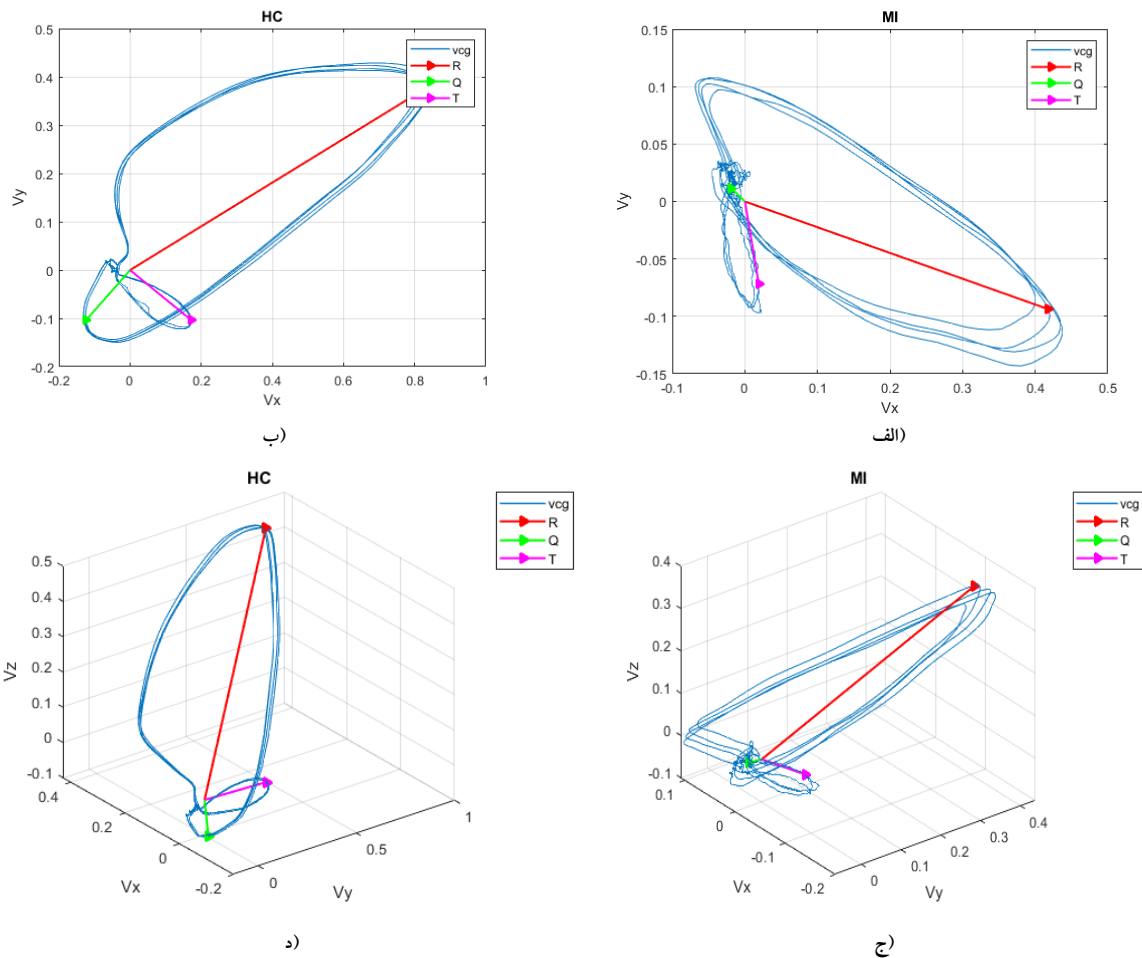 HC
0.5
0.4
0.3
0.2
0.1
0
-0.1
-0.2
Vy
-0.2
0
0.2
0.4
0.6
0.8
1
Vx
vcg
R
Q
T
ب)
MI
0.15
0.1
0.05
0
-0.05
-0.1
-0.15
Vy
-0.1
0
0.1
0.2
0.3
0.4
0.5
Vx
vcg
R
Q
T
الف)
HC
0.5
0.4
0.3
0.2
0.1
0
-0.1
Vz
0.4
0.2
0
-0.2
Vx
0
0.5
1
Vy
vcg
R
Q
T
د)
MI
0.4
0.3
0.2
0.1
0
-0.1
Vz
0.1
0
-0.1
-0.2
Vx
0
0.1
0.2
0.3
0.4
Vy
vcg
R
Q
T
ج)